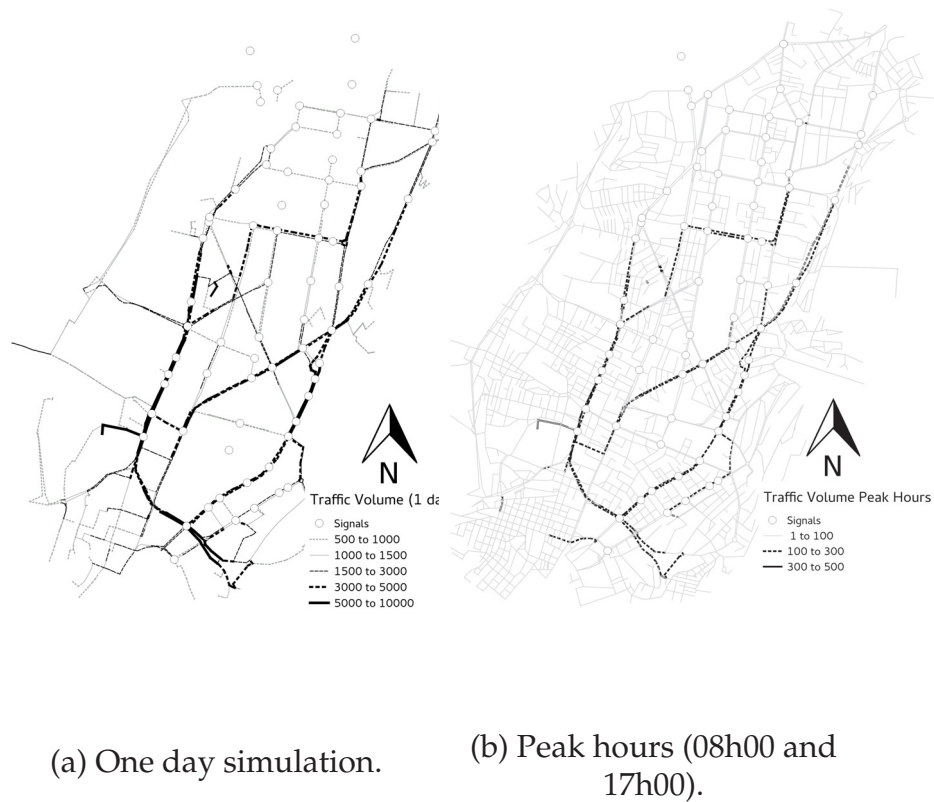 N
Traffic Volume (1 da
Signals
500 to 1000
1000 to 1500
1500 to 3000
3000 to 5000
5000 to 10000
N
Traffic Volume Peak Hours
Signals
1 to 100
100 to 300
300 to 500
(a) One day simulation.
(b) Peak hours (08h00 and
17h00).